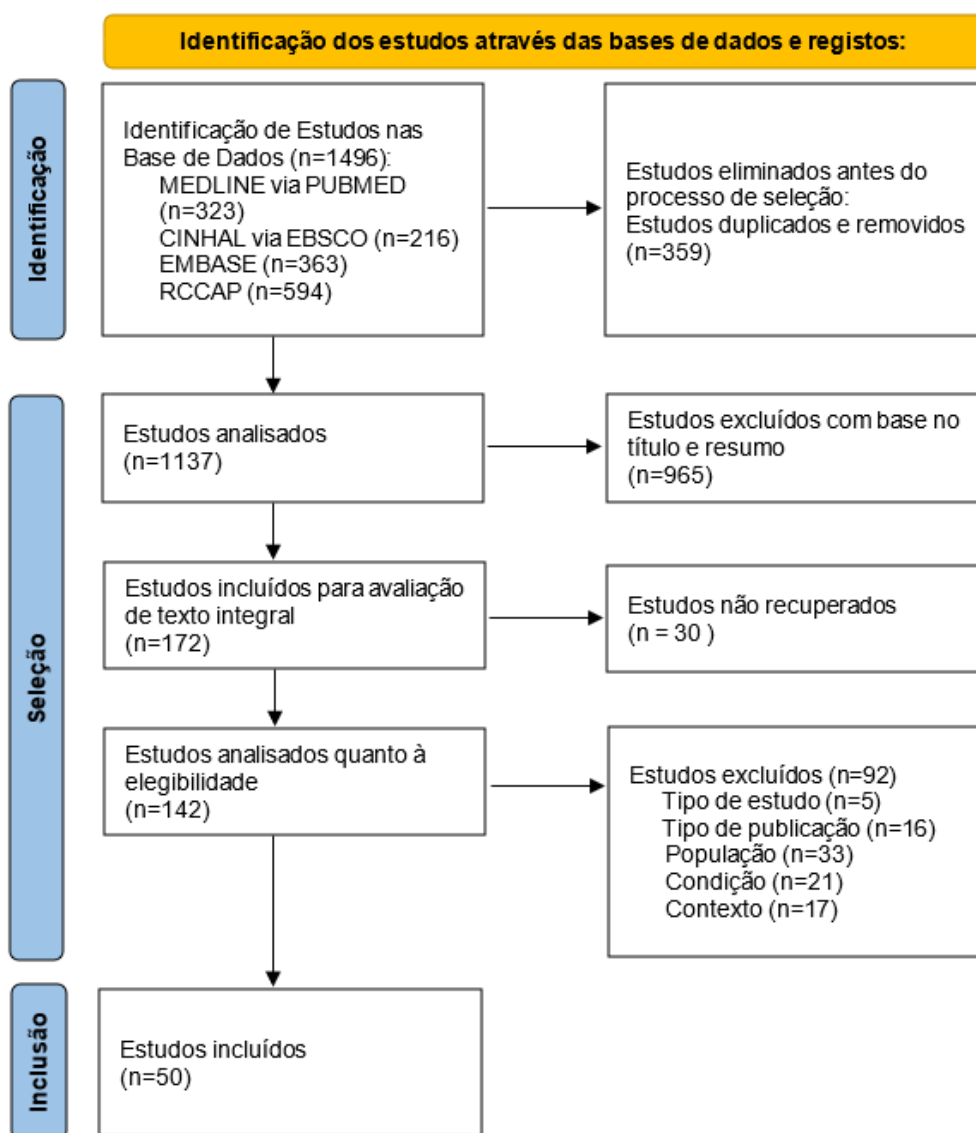 Identificação dos estudos através das bases de dados e registos:
Identificação
Identificação de Estudos nas
Base de Dados (n=1496):
MEDLINE via PUBMED
(n=323)
CINHAL via EBSCO (n=216)
EMBASE (n=363)
RCCAP (n=594)
Estudos eliminados antes do
processo de seleção:
Estudos duplicados e removidos
(n=359)
Seleção
Estudos analisados
(n=1137)
Estudos excluídos com base no
título e resumo
(n=965)
Estudos incluídos para avaliação
de texto integral
(n=172)
Estudos não recuperados
(n = 30 )
Estudos analisados quanto à
elegibilidade
(n=142)
Estudos excluídos (n=92)
Tipo de estudo (n=5)
Tipo de publicação (n=16)
População (n=33)
Condição (n=21)
Contexto (n=17)
Inclusão
Estudos incluídos
(n=50)